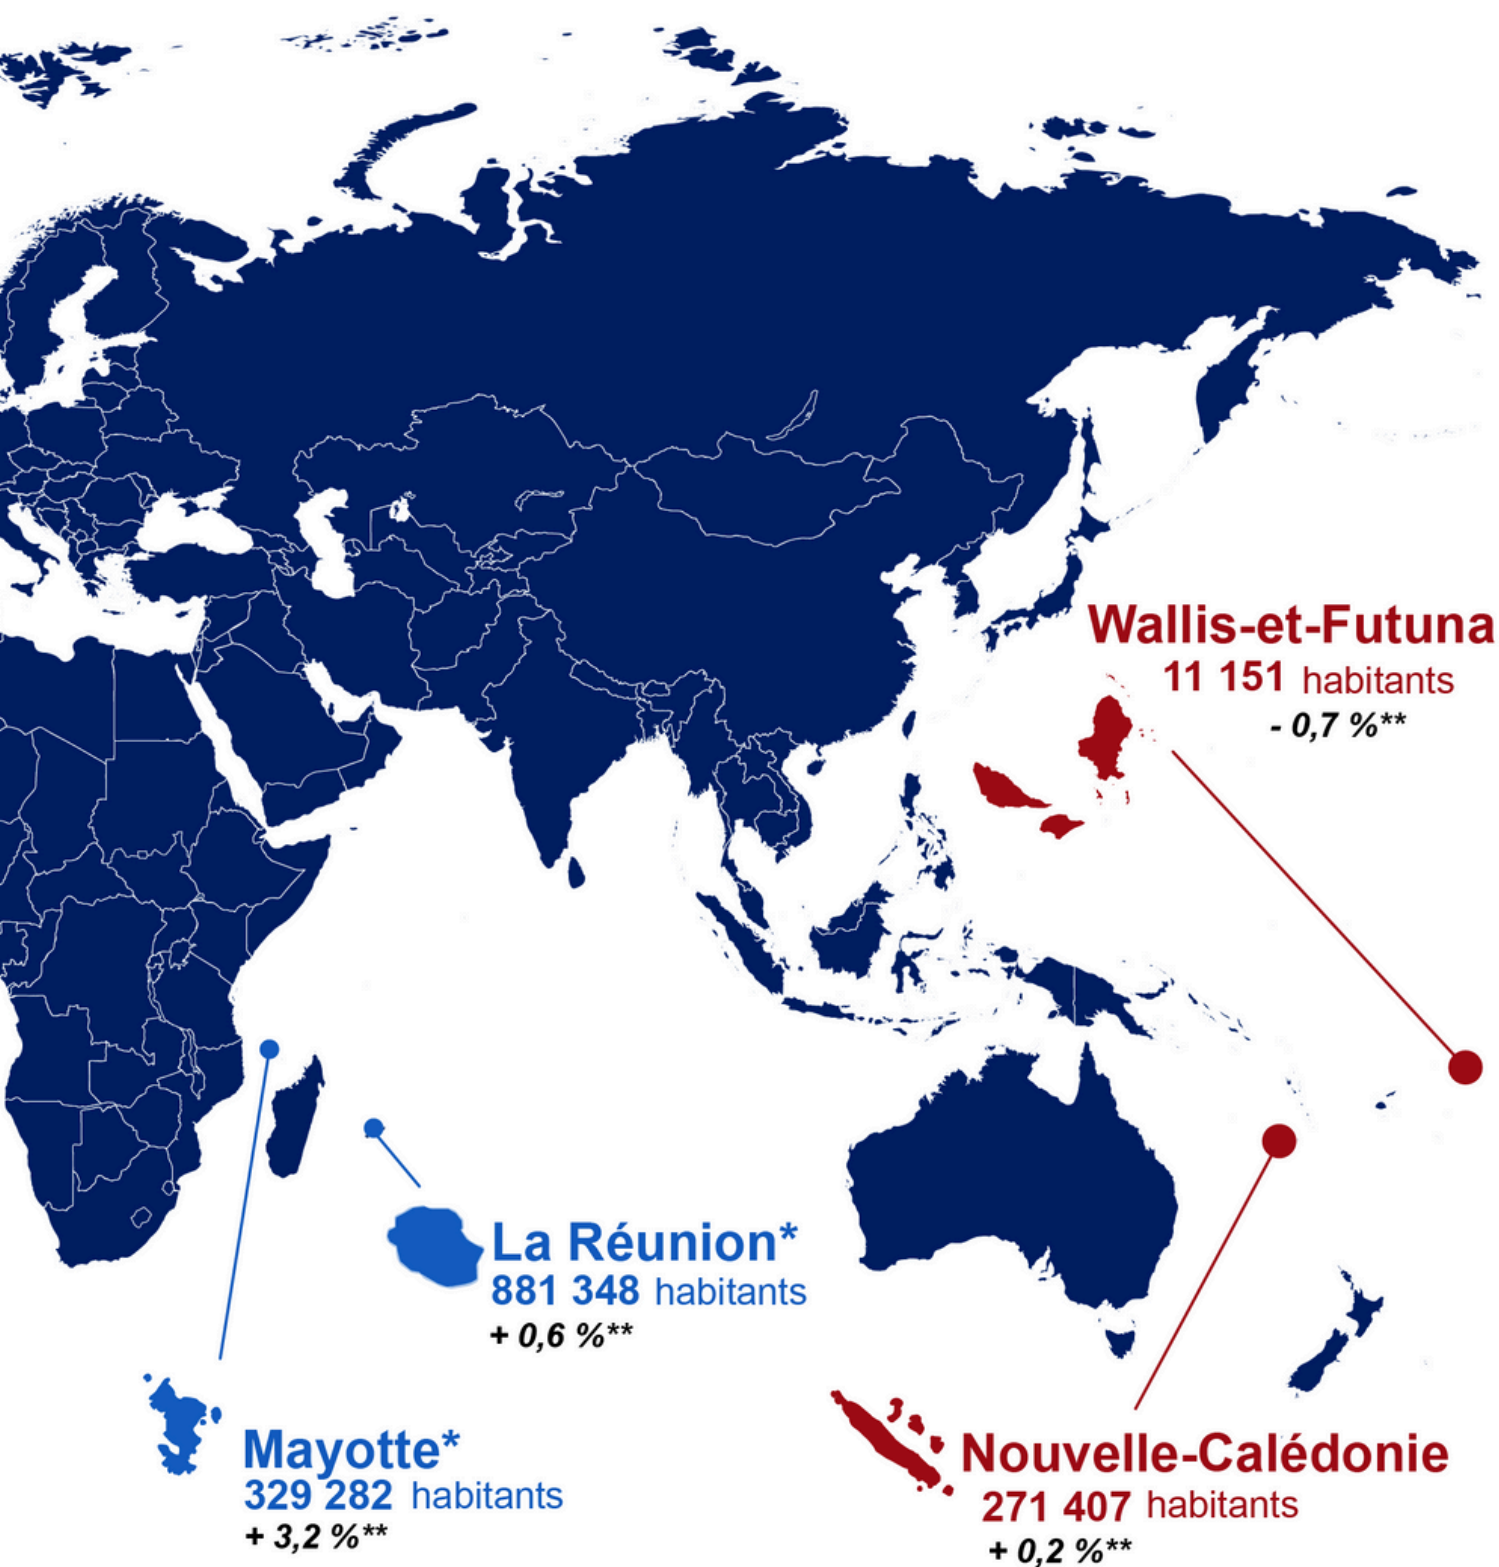 Wallis-et-Futuna
11 151 habitants
- 0,7 %**
La Réunion*
881 348 habitants
+ 0,6 %**
Mayotte*
329 282 habitants
+ 3,2 %**
Nouvelle-Calédonie
271 407 habitants
+ 0,2 %**